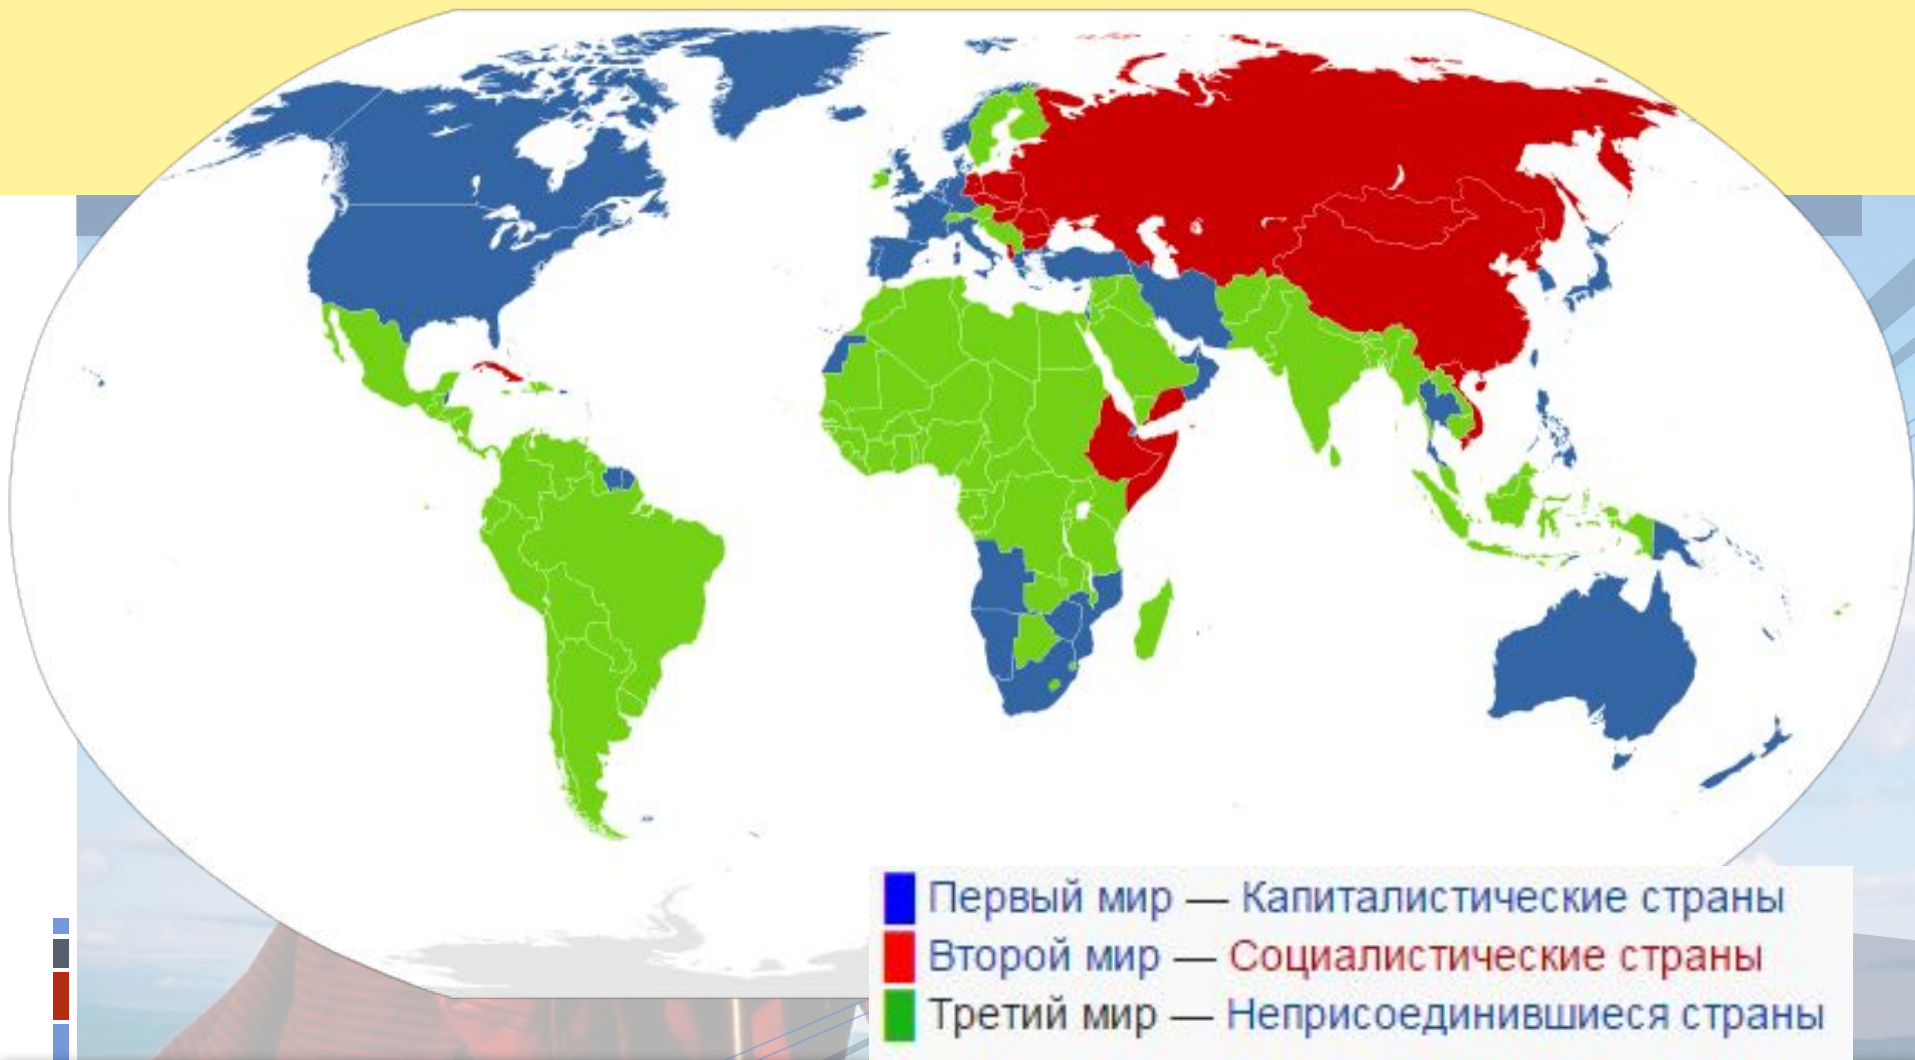 Первый мир — Капиталистические страны
Второй мир — Социалистические страны
Третий мир — Неприсоединившиеся страны